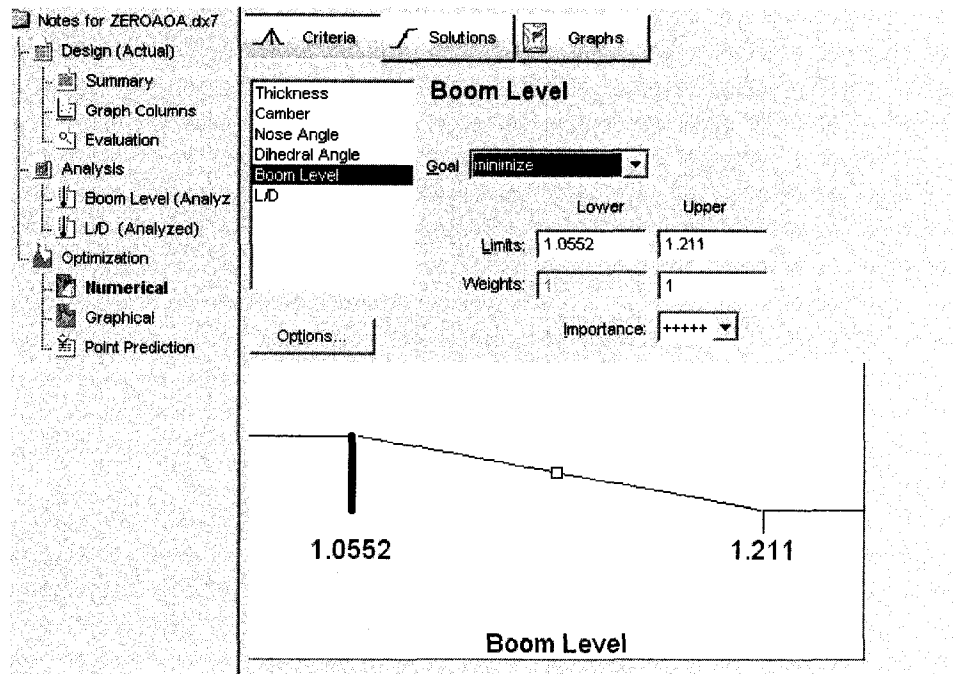 Notes for ZEROAOA.dx7
Design (Actual)
Summary
Graph Columns
Evaluation
Analysis
Boom Level (Analyz
L/D (Analyzed)
Optimization
Numerical
Graphical
Point Prediction
Criteria
Solutions
Graphs
Thickness
Camber
Nose Angle
Dihedral Angle
Boom Level
L/D
Options...
Boom Level
Goal minimize
Lower Upper
Limits: 1.0552 1.211
Weights: 1 1
Importance: +++++
1.0552 1.211
Boom Level